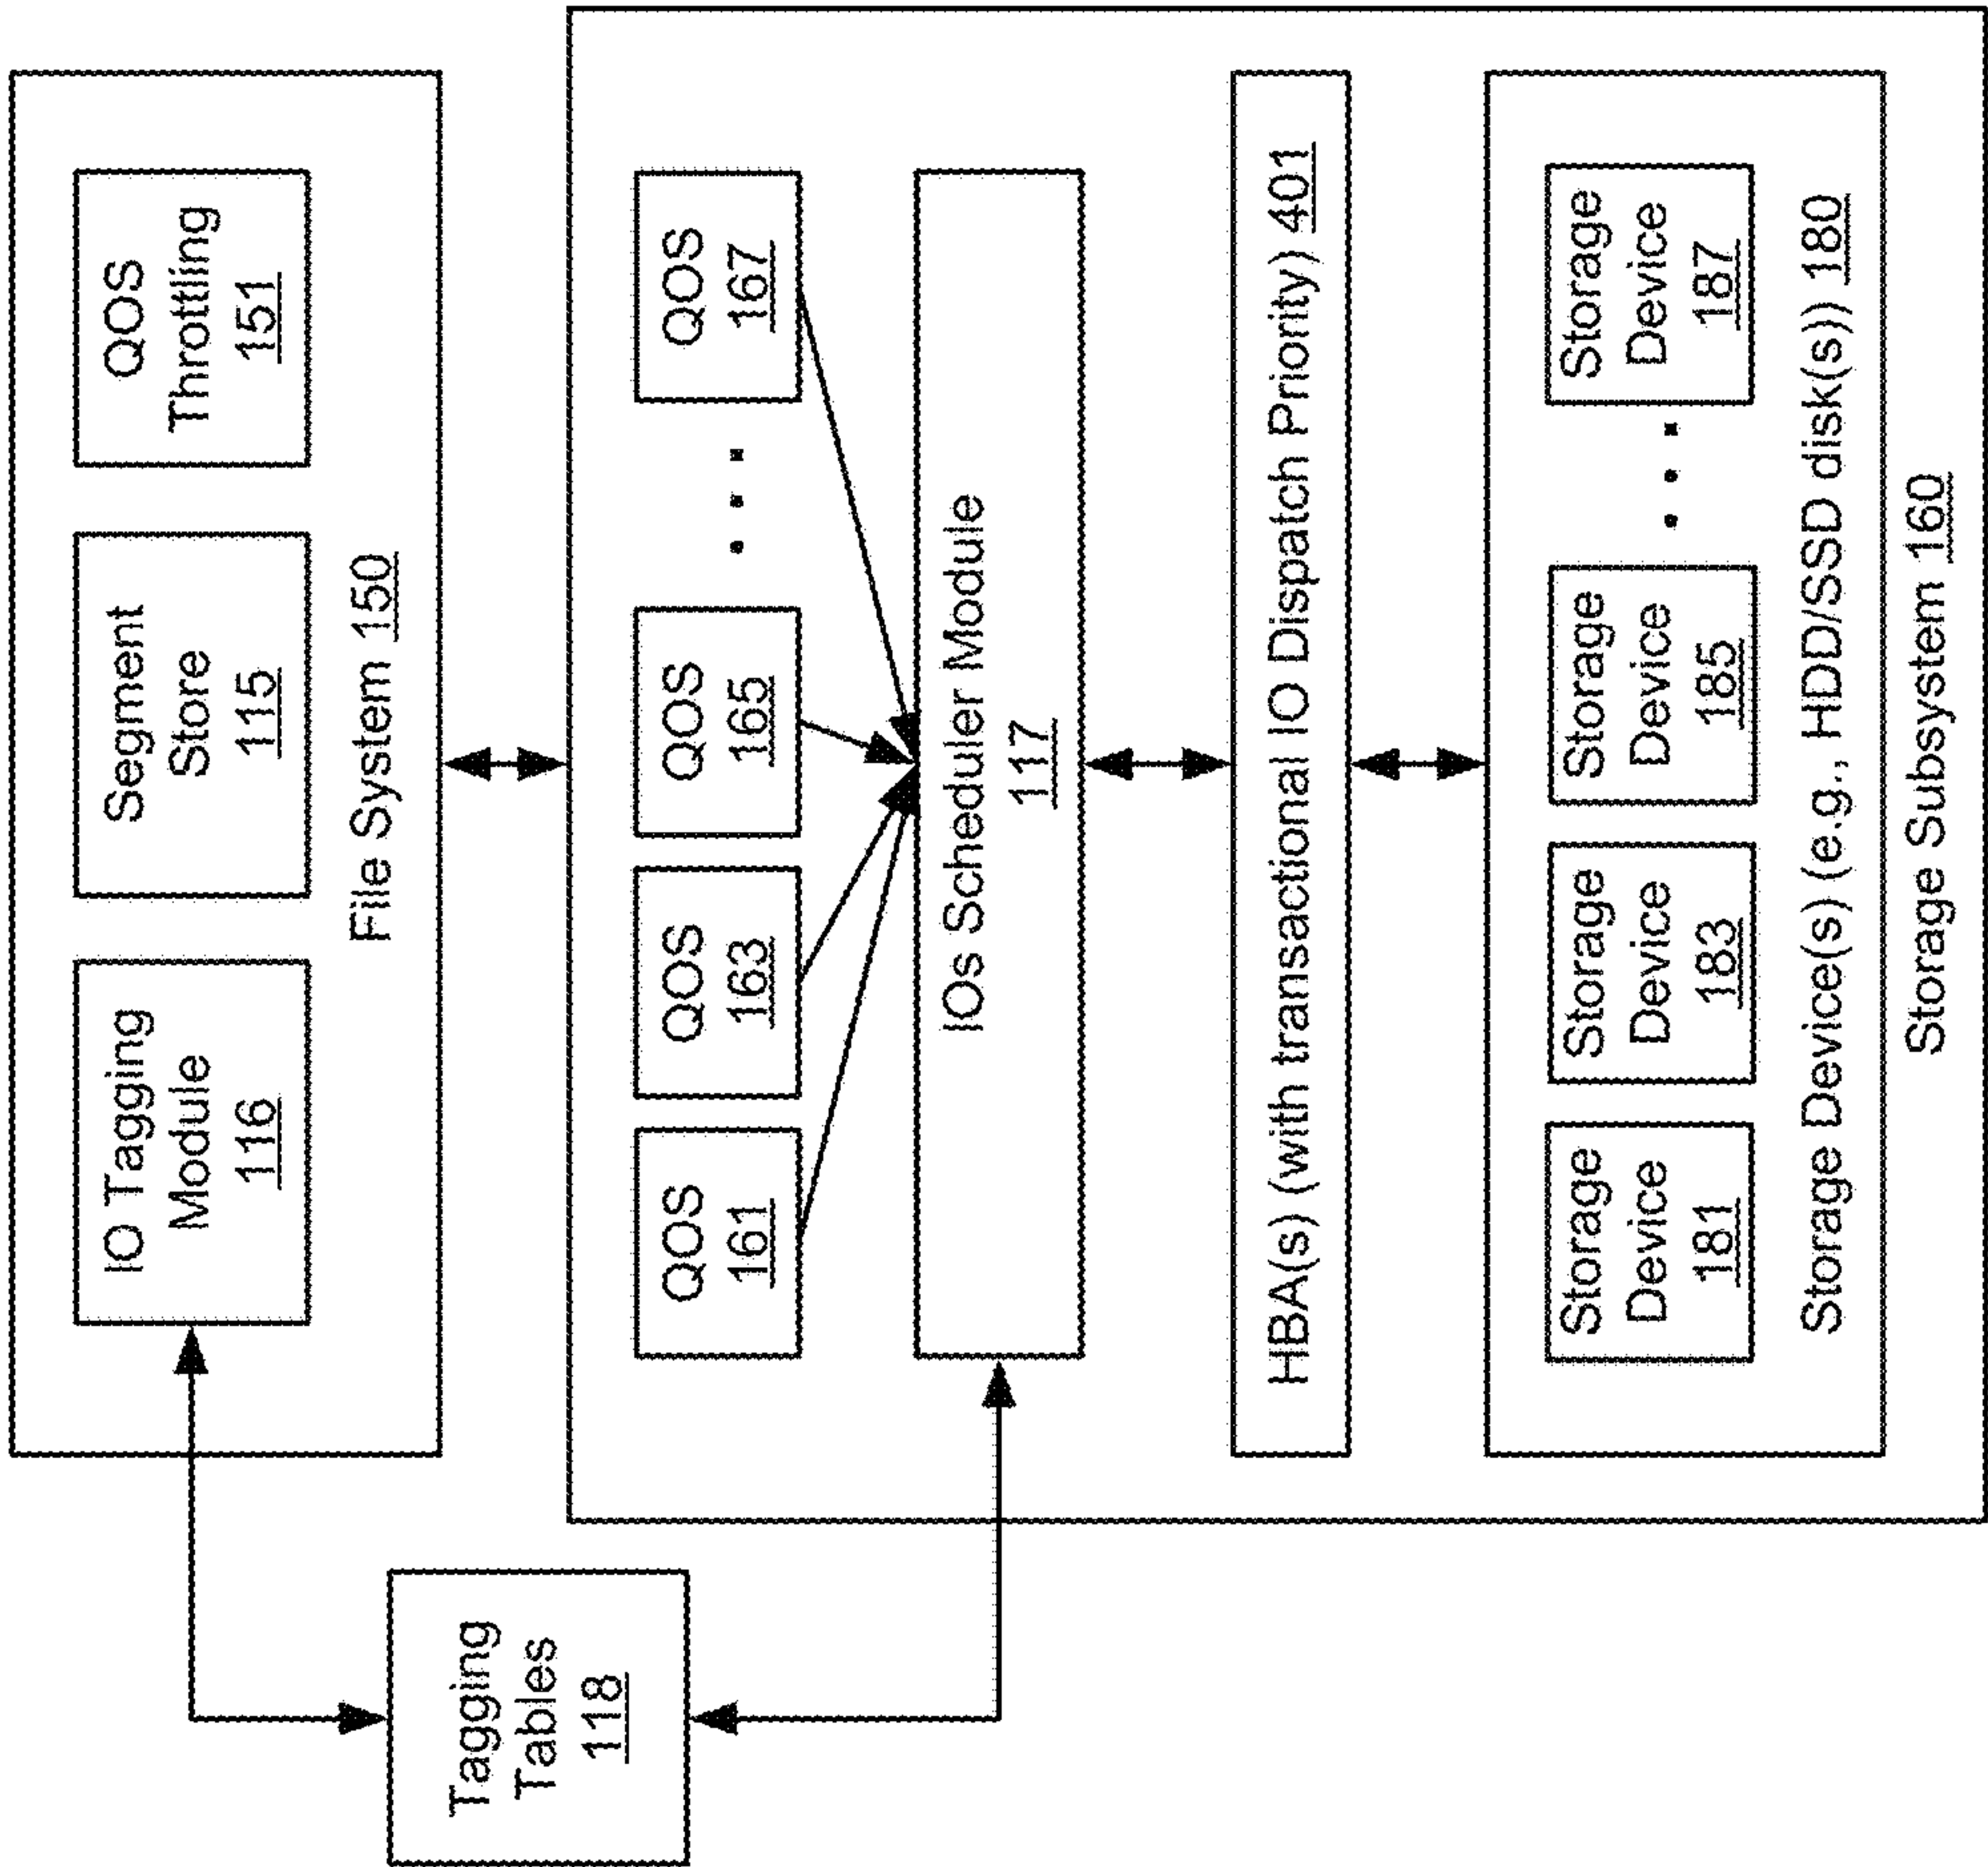 IO Tagging
Module
116
Segment
Store
115
QOS
Throttling
151
File System 150
Tagging
Tables
118
QOS
161
QOS
163
QOS
165
. . .
QOS
167
IOs Scheduler Module
117
HBA(s) (with transactional IO Dispatch Priority) 401
Storage
Device
181
Storage
Device
183
Storage
Device
185
. . .
Storage
Device
187
Storage Device(s) (e.g., HDD/SSD disk(s)) 180
Storage Subsystem 160